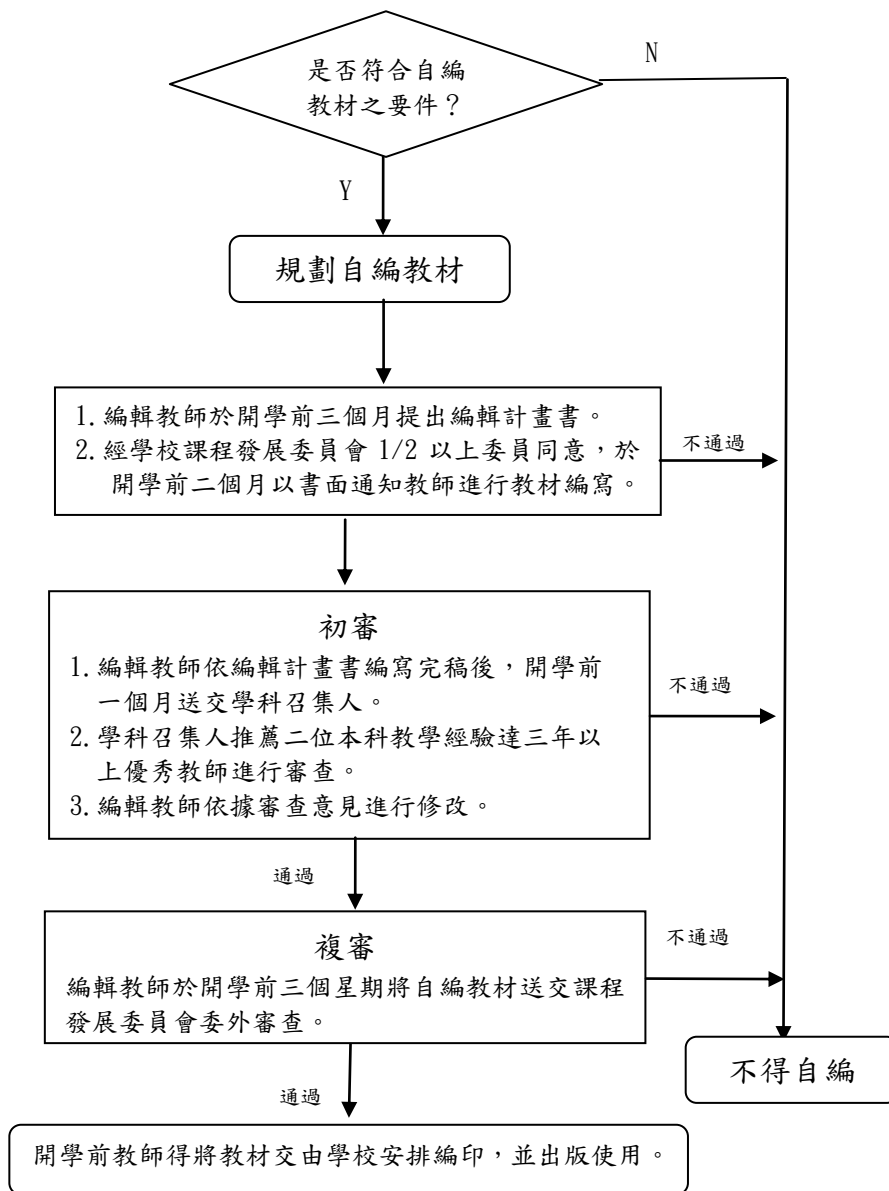 是否符合自編
教材之要件？
N
Y
規劃自編教材
1.編輯教師於開學前三個月提出編輯計畫書。
2.經學校課程發展委員會 1/2 以上委員同意，於
開學前二個月以書面通知教師進行教材編寫。
不通過
初審
1.編輯教師依編輯計畫書編寫完稿後，開學前
一個月送交學科召集人。
2.學科召集人推薦二位本科教學經驗達三年以
上優秀教師進行審查。
3.編輯教師依據審查意見進行修改。
不通過
通過
複審
編輯教師於開學前三個星期將自編教材送交課程
發展委員會委外審查。
不通過
不得自編
通過
開學前教師得將教材交由學校安排編印，並出版使用。